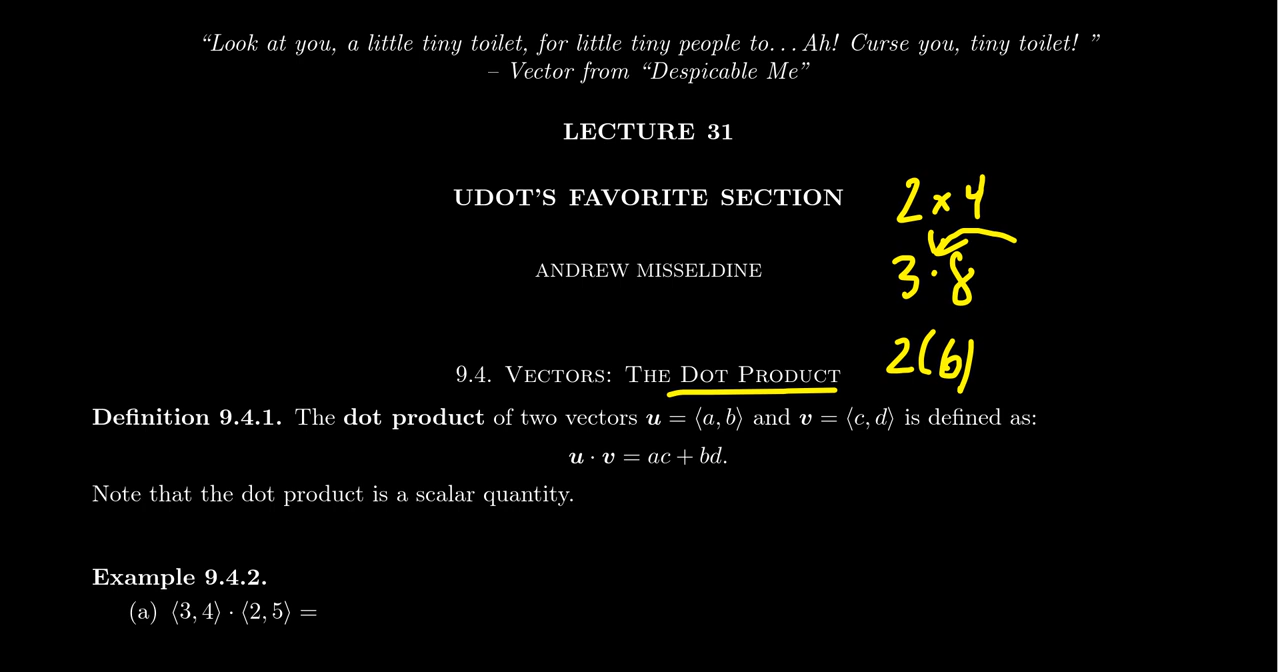 “Look at you, a little tiny toilet, for little tiny people to... Ah! Curse you, tiny toilet! ”
– Vector from “Despicable Me”
LECTURE 31
UDOT’S FAVORITE SECTION
2 × 4
ANDREW MISSELDINE
3 · 8
9.4. Vectors: The Dot Product
2(6)
Definition 9.4.1. The dot product of two vectors u = ⟨a, b⟩ and v = ⟨c, d⟩ is defined as:
u · v = ac + bd.
Note that the dot product is a scalar quantity.
Example 9.4.2.
(a) ⟨3, 4⟩ · ⟨2, 5⟩ =